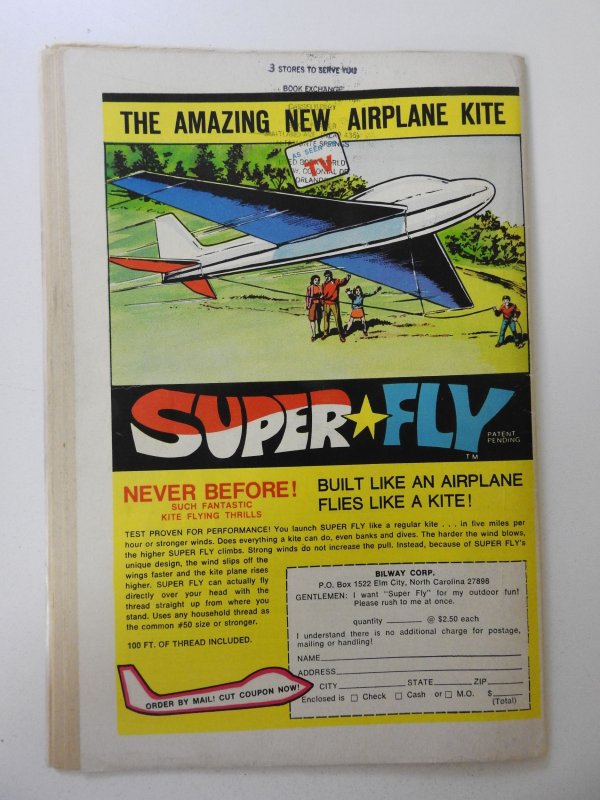 3 STORES TO SERVE YOU
BOOK EXCHANGE
THE AMAZING NEW AIRPLANE KITE
AS SEEN ON
TV
SUPER★FLY
PATENT
PENDING
TM
NEVER BEFORE!
SUCH FANTASTIC
KITE FLYING THRILLS
BUILT LIKE AN AIRPLANE
FLIES LIKE A KITE!
TEST PROVEN FOR PERFORMANCE! You launch SUPER FLY like a regular kite . . . in five miles per
hour or stronger winds. Does everything a kite can do, even banks and dives. The harder the wind blows,
the higher SUPER FLY climbs. Strong winds do not increase the pull. Instead, because of SUPER FLY's
unique design, the wind slips off the
wings faster and the kite plane rises
higher. SUPER FLY can actually fly
directly over your head with the
thread straight up from where you
stand. Uses any household thread as
the common #50 size or stronger.
100 FT. OF THREAD INCLUDED.
ORDER BY MAIL! CUT COUPON NOW!
BILWAY CORP.
P.O. Box 1522 Elm City, North Carolina 27898
GENTLEMEN: I want "Super Fly" for my outdoor fun!
Please rush to me at once.
quantity ______ @ $2.50 each
I understand there is no additional charge for postage,
mailing or handling!
NAME
ADDRESS
CITY STATE ZIP
Enclosed is □ Check □ Cash or □ M.O. $
(Total)